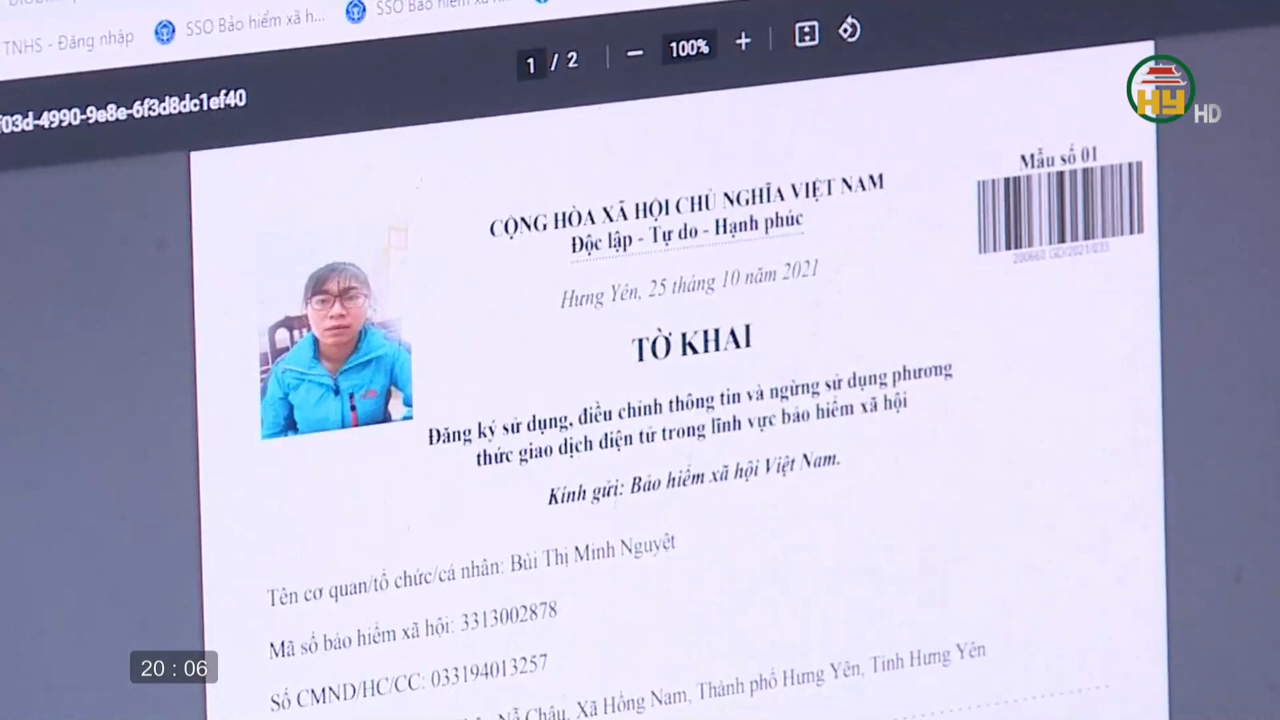 TNHS - Đăng nhập
SSO Bảo hiểm xã h...
SSO Bảo hiểm xã
1 / 2
100%
f03d-4990-9e8e-6f3d8dc1ef40
HY HD
Mẫu số 01
CỘNG HÒA XÃ HỘI CHỦ NGHĨA VIỆT NAM
Độc lập - Tự do - Hạnh phúc
Hưng Yên, 25 tháng 10 năm 2021
TỜ KHAI
Đăng ký sử dụng, điều chỉnh thông tin và ngừng sử dụng phương
thức giao dịch điện tử trong lĩnh vực bảo hiểm xã hội
Kính gửi: Bảo hiểm xã hội Việt Nam.
Tên cơ quan/tổ chức/cá nhân: Bùi Thị Minh Nguyệt
Mã số bảo hiểm xã hội: 3313002878
Số CMND/HC/CC: 033194013257
Nễ Châu, Xã Hồng Nam, Thành phố Hưng Yên, Tỉnh Hưng Yên
20 : 06